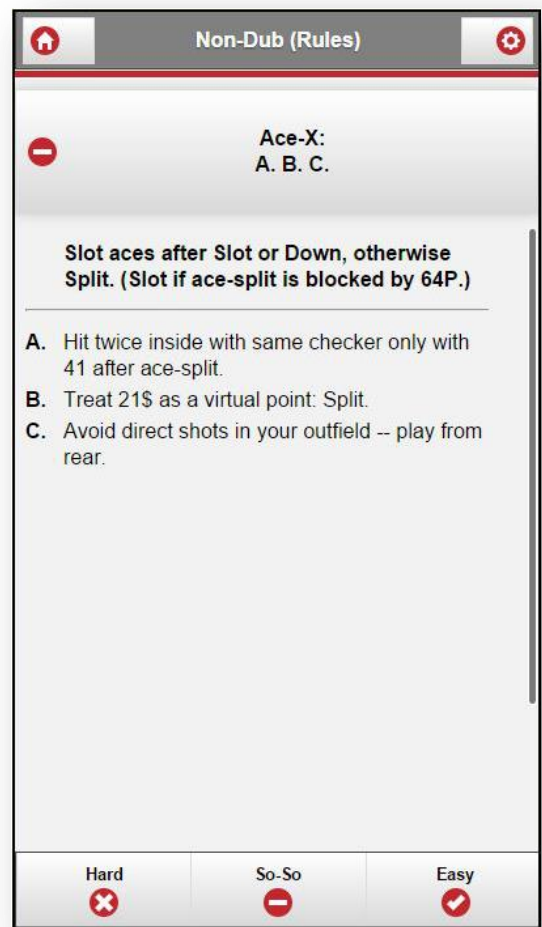 Non-Dub (Rules)
Ace-X:
A. B. C.
Slot aces after Slot or Down, otherwise
Split. (Slot if ace-split is blocked by 64P.)
A. Hit twice inside with same checker only with
41 after ace-split.
B. Treat 21$ as a virtual point: Split.
C. Avoid direct shots in your outfield -- play from
rear.
Hard So-So Easy